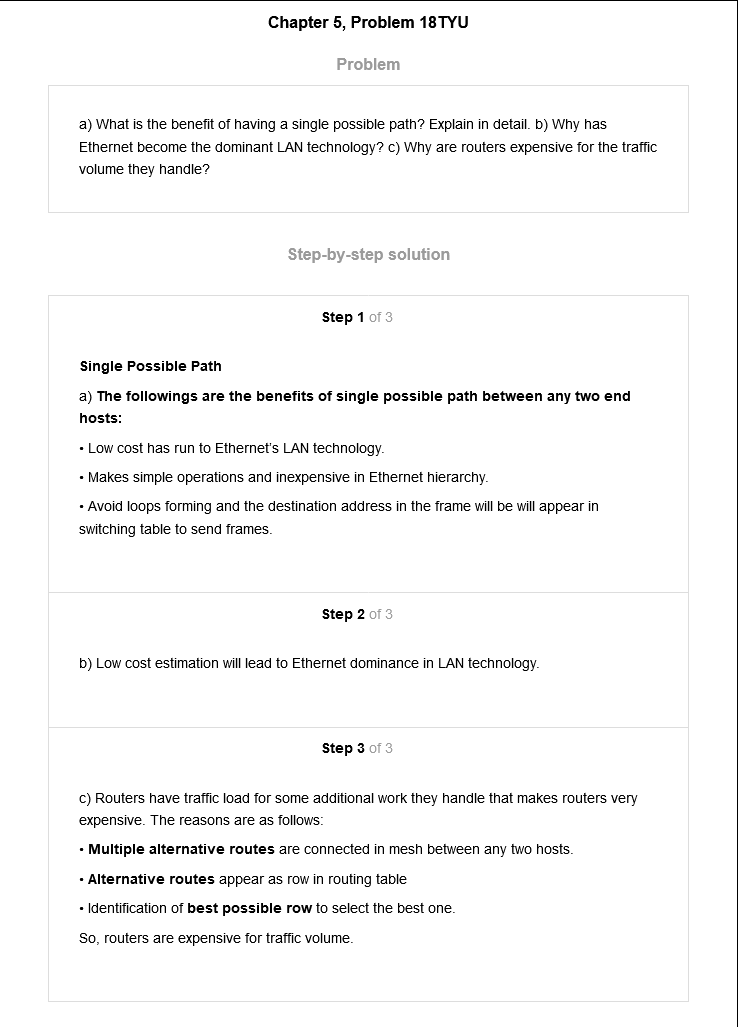 Chapter 5, Problem 18TYU
Problem
a) What is the benefit of having a single possible path? Explain in detail. b) Why has
Ethernet become the dominant LAN technology? c) Why are routers expensive for the traffic
volume they handle?
Step-by-step solution
Step 1 of 3
Single Possible Path
a) The followings are the benefits of single possible path between any two end
hosts:
• Low cost has run to Ethernet's LAN technology.
• Makes simple operations and inexpensive in Ethernet hierarchy.
• Avoid loops forming and the destination address in the frame will be will appear in
switching table to send frames.
Step 2 of 3
b) Low cost estimation will lead to Ethernet dominance in LAN technology.
Step 3 of 3
c) Routers have traffic load for some additional work they handle that makes routers very
expensive. The reasons are as follows:
• Multiple alternative routes are connected in mesh between any two hosts.
• Alternative routes appear as row in routing table
• Identification of best possible row to select the best one.
So, routers are expensive for traffic volume.